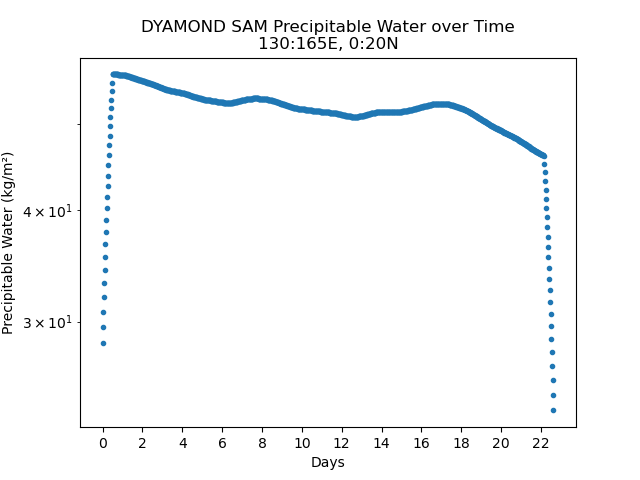 DYAMOND SAM Precipitable Water over Time
130:165E, 0:20N
Precipitable Water (kg/m²)
4 × 10¹
3 × 10¹
0 2 4 6 8 10 12 14 16 18 20 22
Days